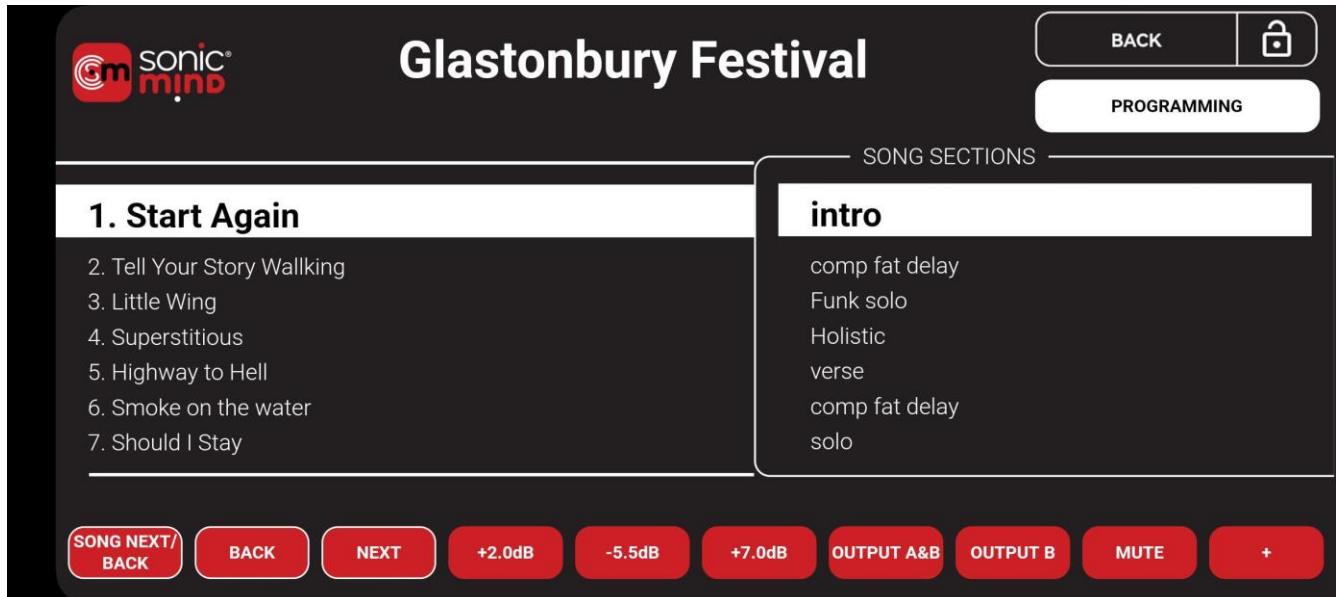 sonic®
mind
sm
Glastonbury Festival
BACK
PROGRAMMING
SONG SECTIONS
1. Start Again
2. Tell Your Story Wallking
3. Little Wing
4. Superstitious
5. Highway to Hell
6. Smoke on the water
7. Should I Stay
intro
comp fat delay
Funk solo
Holistic
verse
comp fat delay
solo
SONG NEXT/
BACK
BACK
NEXT
+2.0dB
-5.5dB
+7.0dB
OUTPUT A&B
OUTPUT B
MUTE
+